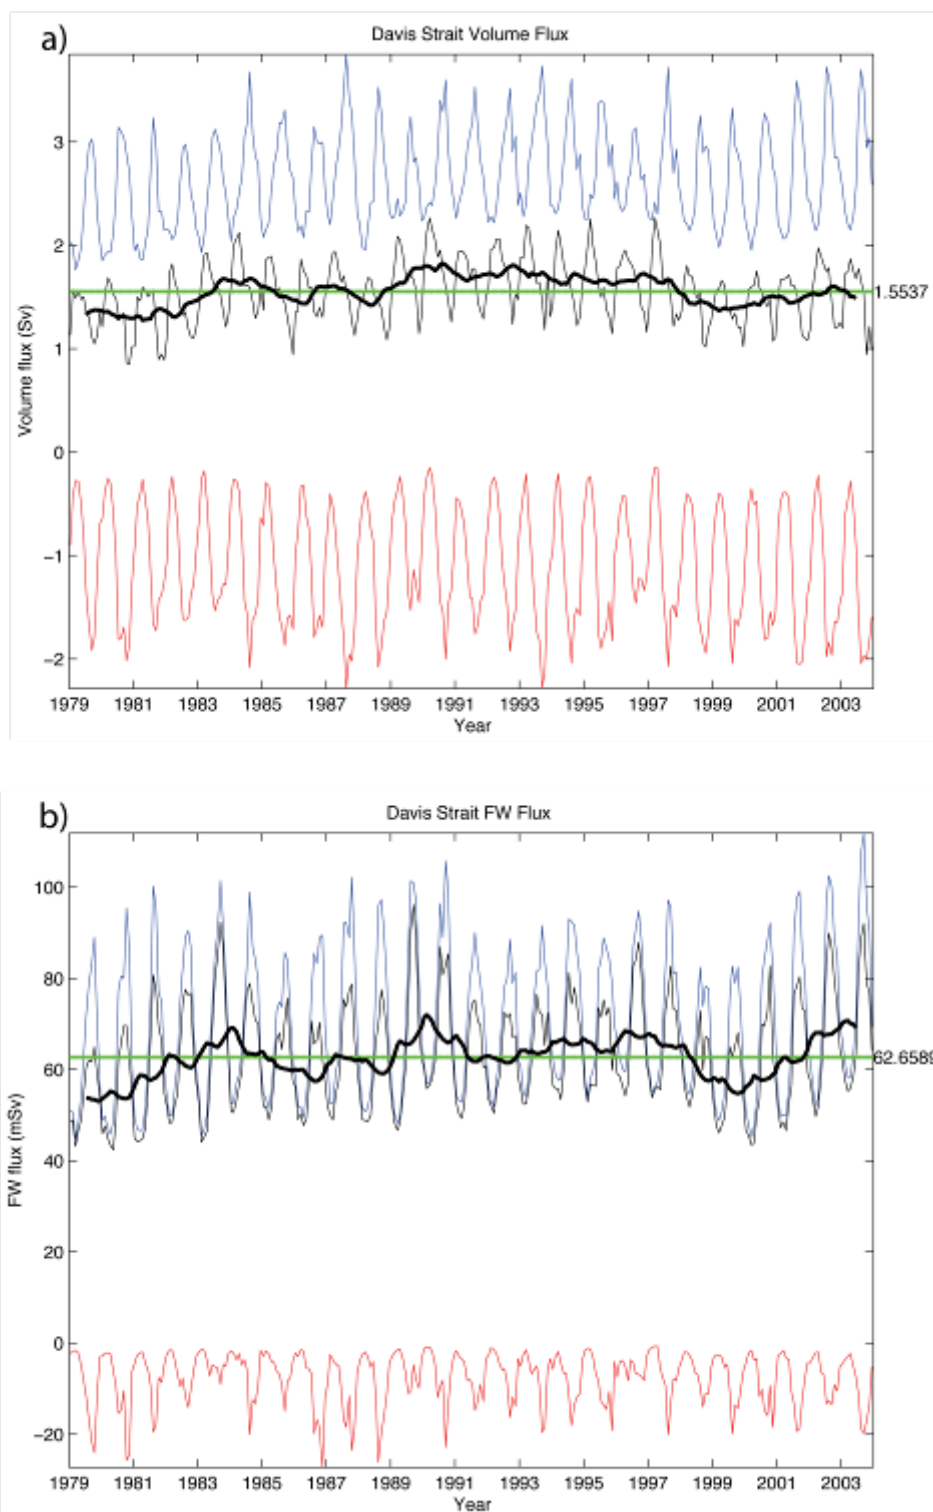 a)
Davis Strait Volume Flux
Volume flux (Sv)
3
2
1
0
−1
−2
1.5537
1979 1981 1983 1985 1987 1989 1991 1993 1995 1997 1999 2001 2003
Year
b)
Davis Strait FW Flux
FW flux (mSv)
100
80
60
40
20
0
−20
62.6589
1979 1981 1983 1985 1987 1989 1991 1993 1995 1997 1999 2001 2003
Year